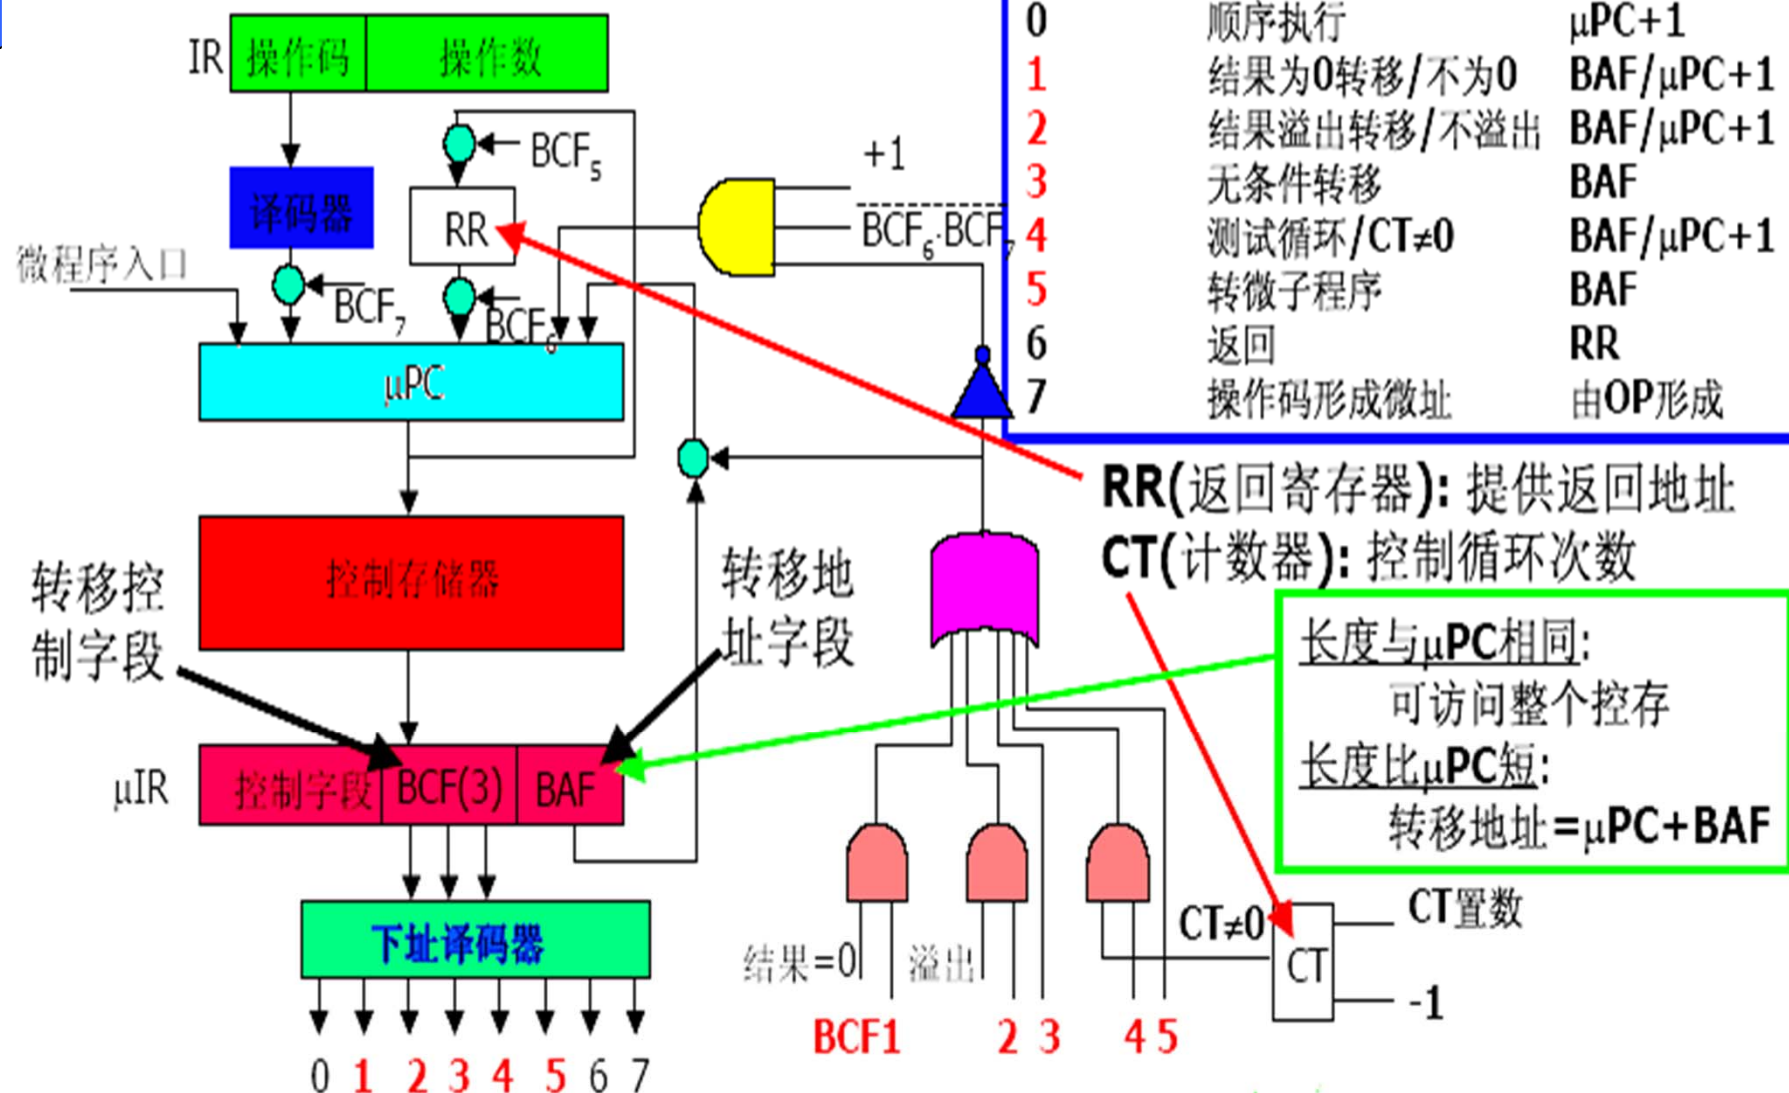 IR 操作码 操作数
译码器
微程序入口
BCF7
RR
BCF5
BCF6
+1
BCF6·BCF7
μPC
控制存储器
转移控
制字段
转移地
址字段
μIR 控制字段 BCF(3) BAF
下址译码器
0 1 2 3 4 5 6 7
0 顺序执行 μPC+1
1 结果为0转移/不为0 BAF/μPC+1
2 结果溢出转移/不溢出 BAF/μPC+1
3 无条件转移 BAF
4 测试循环/CT≠0 BAF/μPC+1
5 转微子程序 BAF
6 返回 RR
7 操作码形成微址 由OP形成
RR(返回寄存器): 提供返回地址
CT(计数器): 控制循环次数
长度与μPC相同:
可访问整个控存
长度比μPC短:
转移地址=μPC+BAF
结果=0 溢出 CT≠0 CT CT置数
-1
BCF1 2 3 4 5